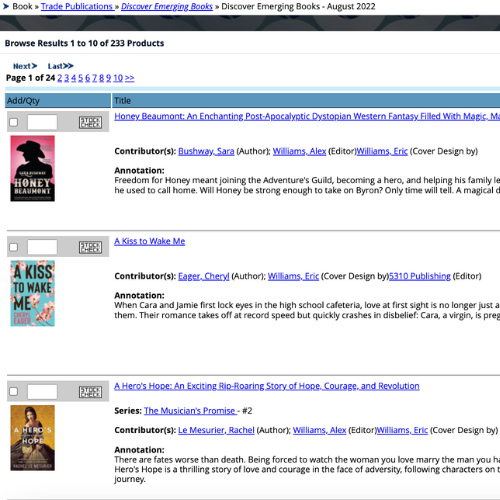 Book » Trade Publications » Discover Emerging Books » Discover Emerging Books - August 2022
Browse Results 1 to 10 of 233 Products
Next> Last>>
Page 1 of 24 2 3 4 5 6 7 8 9 10 >>
Add/Qty Title
STOCK CHECK
Honey Beaumont: An Enchanting Post-Apocalyptic Dystopian Western Fantasy Filled With Magic, Ma
HONEY
BEAUMONT
Contributor(s): Bushway, Sara (Author); Williams, Alex (Editor)Williams, Eric (Cover Design by)
Annotation:
Freedom for Honey meant joining the Adventure's Guild, becoming a hero, and helping his family le
he used to call home. Will Honey be strong enough to take on Byron? Only time will tell. A magical d
STOCK CHECK
A Kiss to Wake Me
A KISS
TO WAKE
ME
Contributor(s): Eager, Cheryl (Author); Williams, Eric (Cover Design by)5310 Publishing (Editor)
Annotation:
When Cara and Jamie first lock eyes in the high school cafeteria, love at first sight is no longer just a
them. Their romance takes off at record speed but quickly crashes in disbelief: Cara, a virgin, is preg
STOCK CHECK
A Hero's Hope: An Exciting Rip-Roaring Story of Hope, Courage, and Revolution
A HERO'S
HOPE
Series: The Musician's Promise - #2
Contributor(s): Le Mesurier, Rachel (Author); Williams, Alex (Editor)Williams, Eric (Cover Design by)
Annotation:
There are fates worse than death. Being forced to watch the woman you love marry the man you ha
Hero's Hope is a thrilling story of love and courage in the face of adversity, following characters on t
journey.